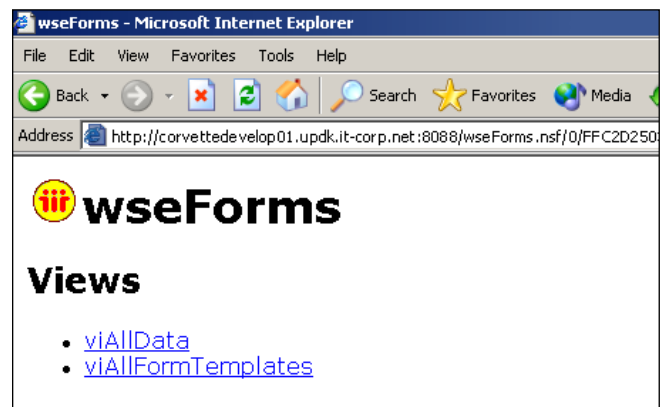 wseForms - Microsoft Internet Explorer
File Edit View Favorites Tools Help
Back Search Favorites Media
Address http://corvettedevelop01.updk.it-corp.net:8088/wseForms.nsf/0/FFC2D250
wseForms
Views
• viAllData
• viAllFormTemplates